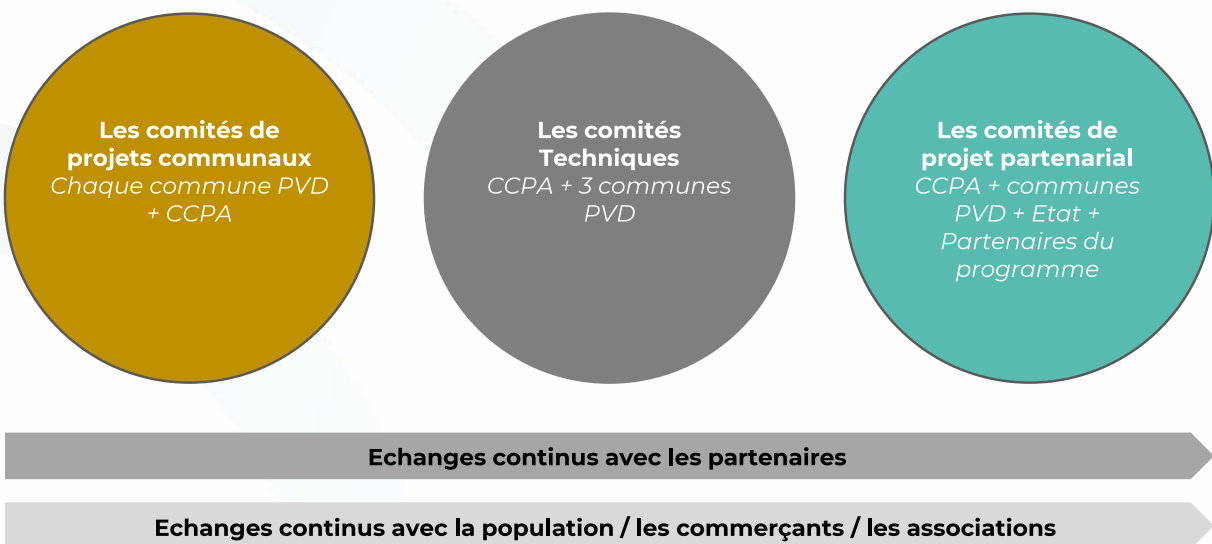 Les comités de
projets communaux
Chaque commune PVD
+ CCPA
Les comités
Techniques
CCPA + 3 communes
PVD
Les comités de
projet partenarial
CCPA + communes
PVD + Etat +
Partenaires du
programme
Echanges continus avec les partenaires
Echanges continus avec la population / les commerçants / les associations